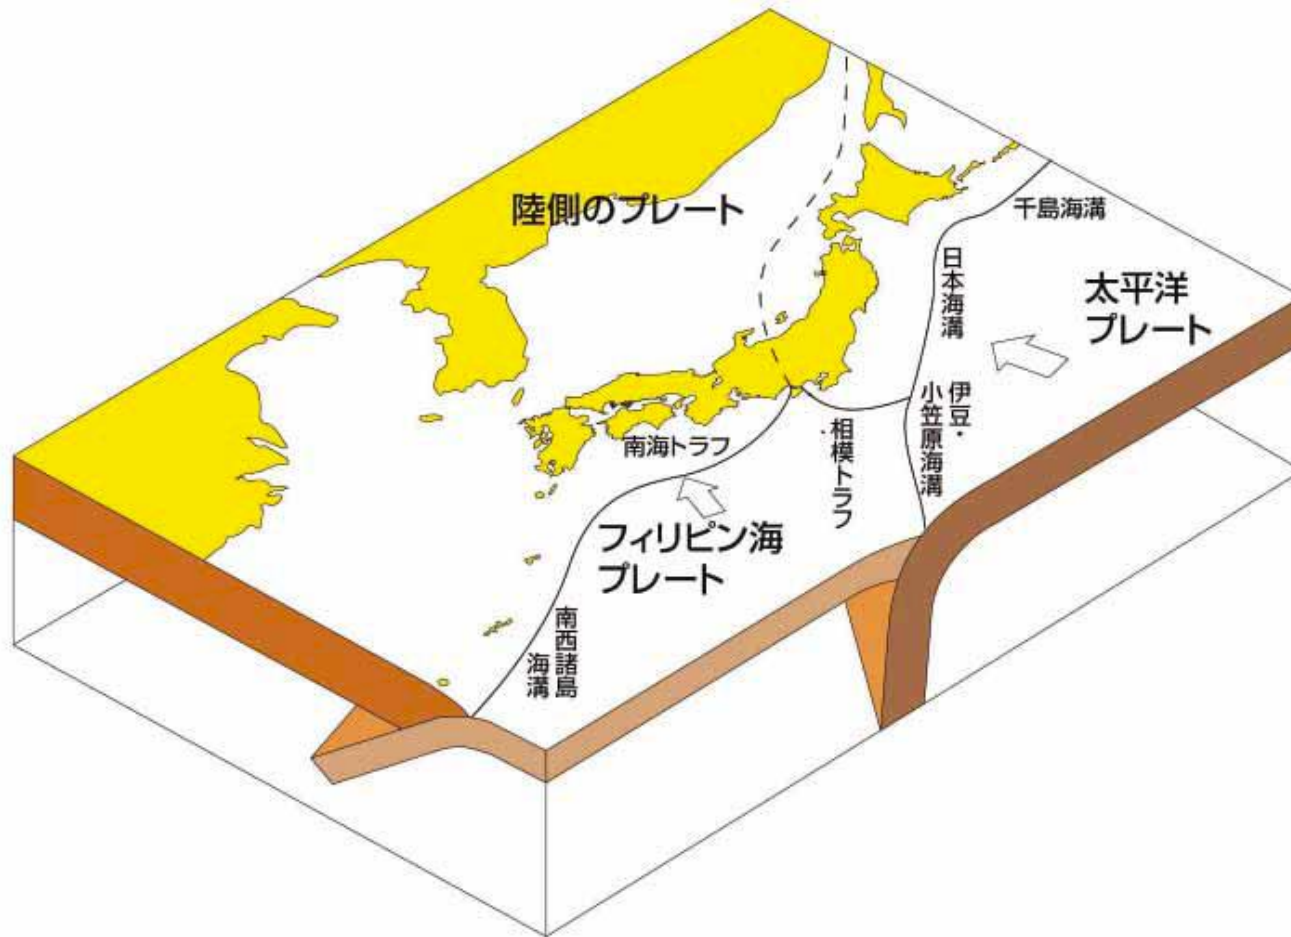 陸側のプレート
千島海溝
日本海溝
太平洋
プレート
伊豆・
小笠原海溝
相模トラフ
南海トラフ
フィリピン海
プレート
南西諸島
海溝